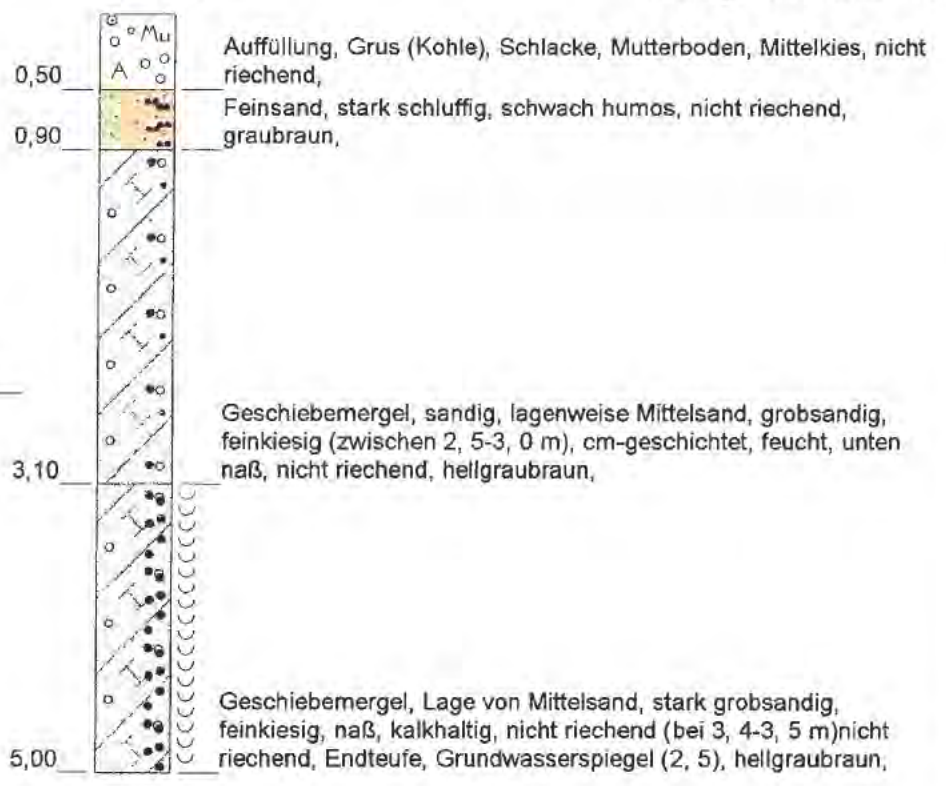 Mu
Auffüllung, Grus (Kohle), Schlacke, Mutterboden, Mittelkies, nicht
A
0,50
riechend,
Feinsand, stark schluffig, schwach humos, nicht riechend,
0,90
graubraun,
Geschiebemergel, sandig, lagenweise Mittelsand, grobsandig,
feinkiesig (zwischen 2, 5-3, 0 m), cm-geschichtet, feucht, unten
3,10
naß, nicht riechend, hellgraubraun,
Geschiebemergel, Lage von Mittelsand, stark grobsandig,
feinkiesig, naß, kalkhaltig, nicht riechend (bei 3, 4-3, 5 m)nicht
5,00
riechend, Endteufe, Grundwasserspiegel (2, 5), hellgraubraun,